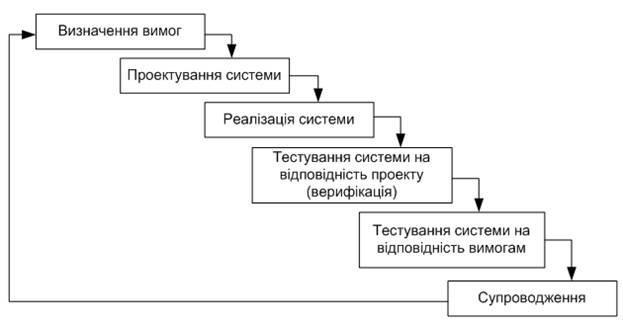 Визначення вимог
Проектування системи
Реалізація системи
Тестування системи на
відповідність проекту
(верифікація)
Тестування системи на
відповідність вимогам
Супроводження